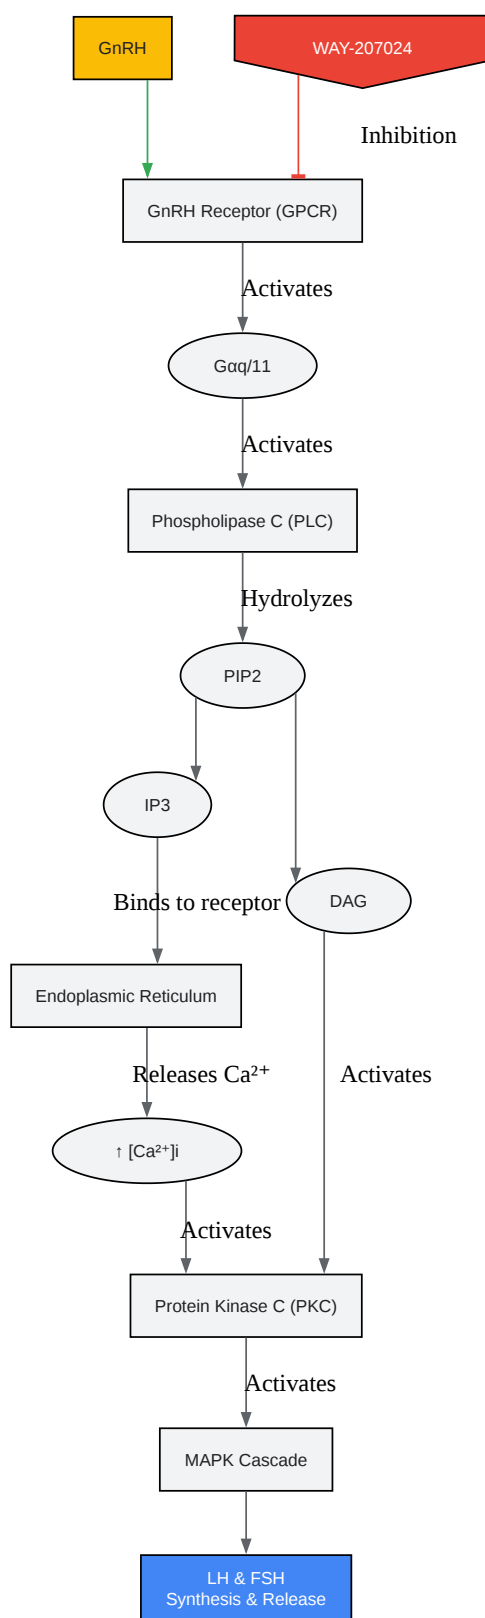 GnRH
WAY-207024
Inhibition
GnRH Receptor (GPCR)
Activates
Gαq/11
Activates
Phospholipase C (PLC)
Hydrolyzes
PIP2
IP3
Binds to receptor
DAG
Endoplasmic Reticulum
Releases Ca²⁺
Activates
↑ [Ca²⁺]i
Activates
Protein Kinase C (PKC)
Activates
MAPK Cascade
LH & FSH
Synthesis & Release